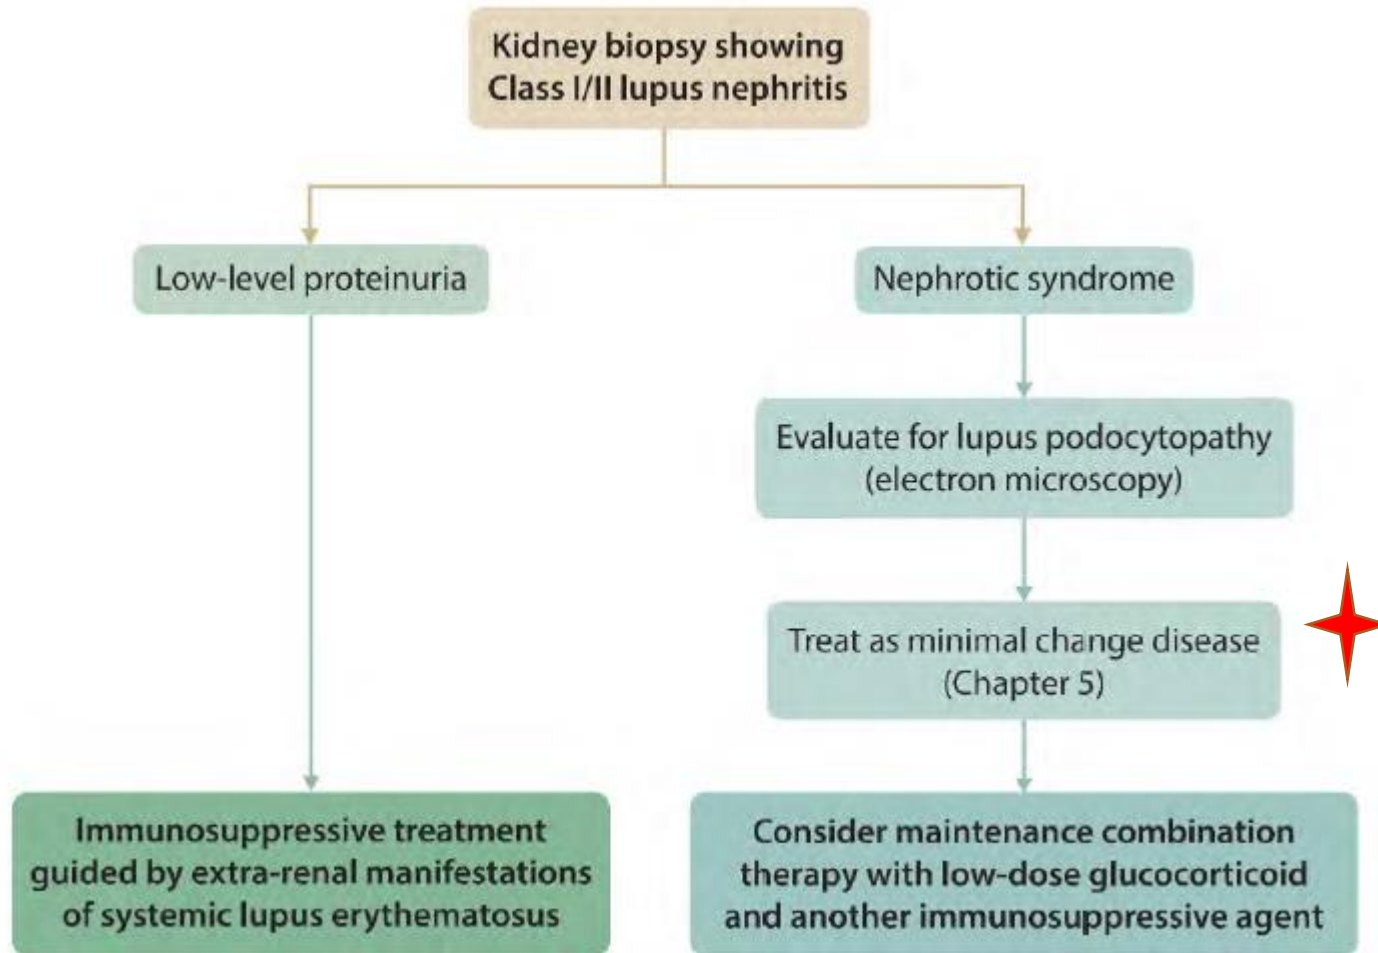 Kidney biopsy showing
Class I/II lupus nephritis
Low-level proteinuria
Nephrotic syndrome
Evaluate for lupus podocytopathy
(electron microscopy)
Treat as minimal change disease
(Chapter 5)
Immunosuppressive treatment
guided by extra-renal manifestations
of systemic lupus erythematosus
Consider maintenance combination
therapy with low-dose glucocorticoid
and another immunosuppressive agent